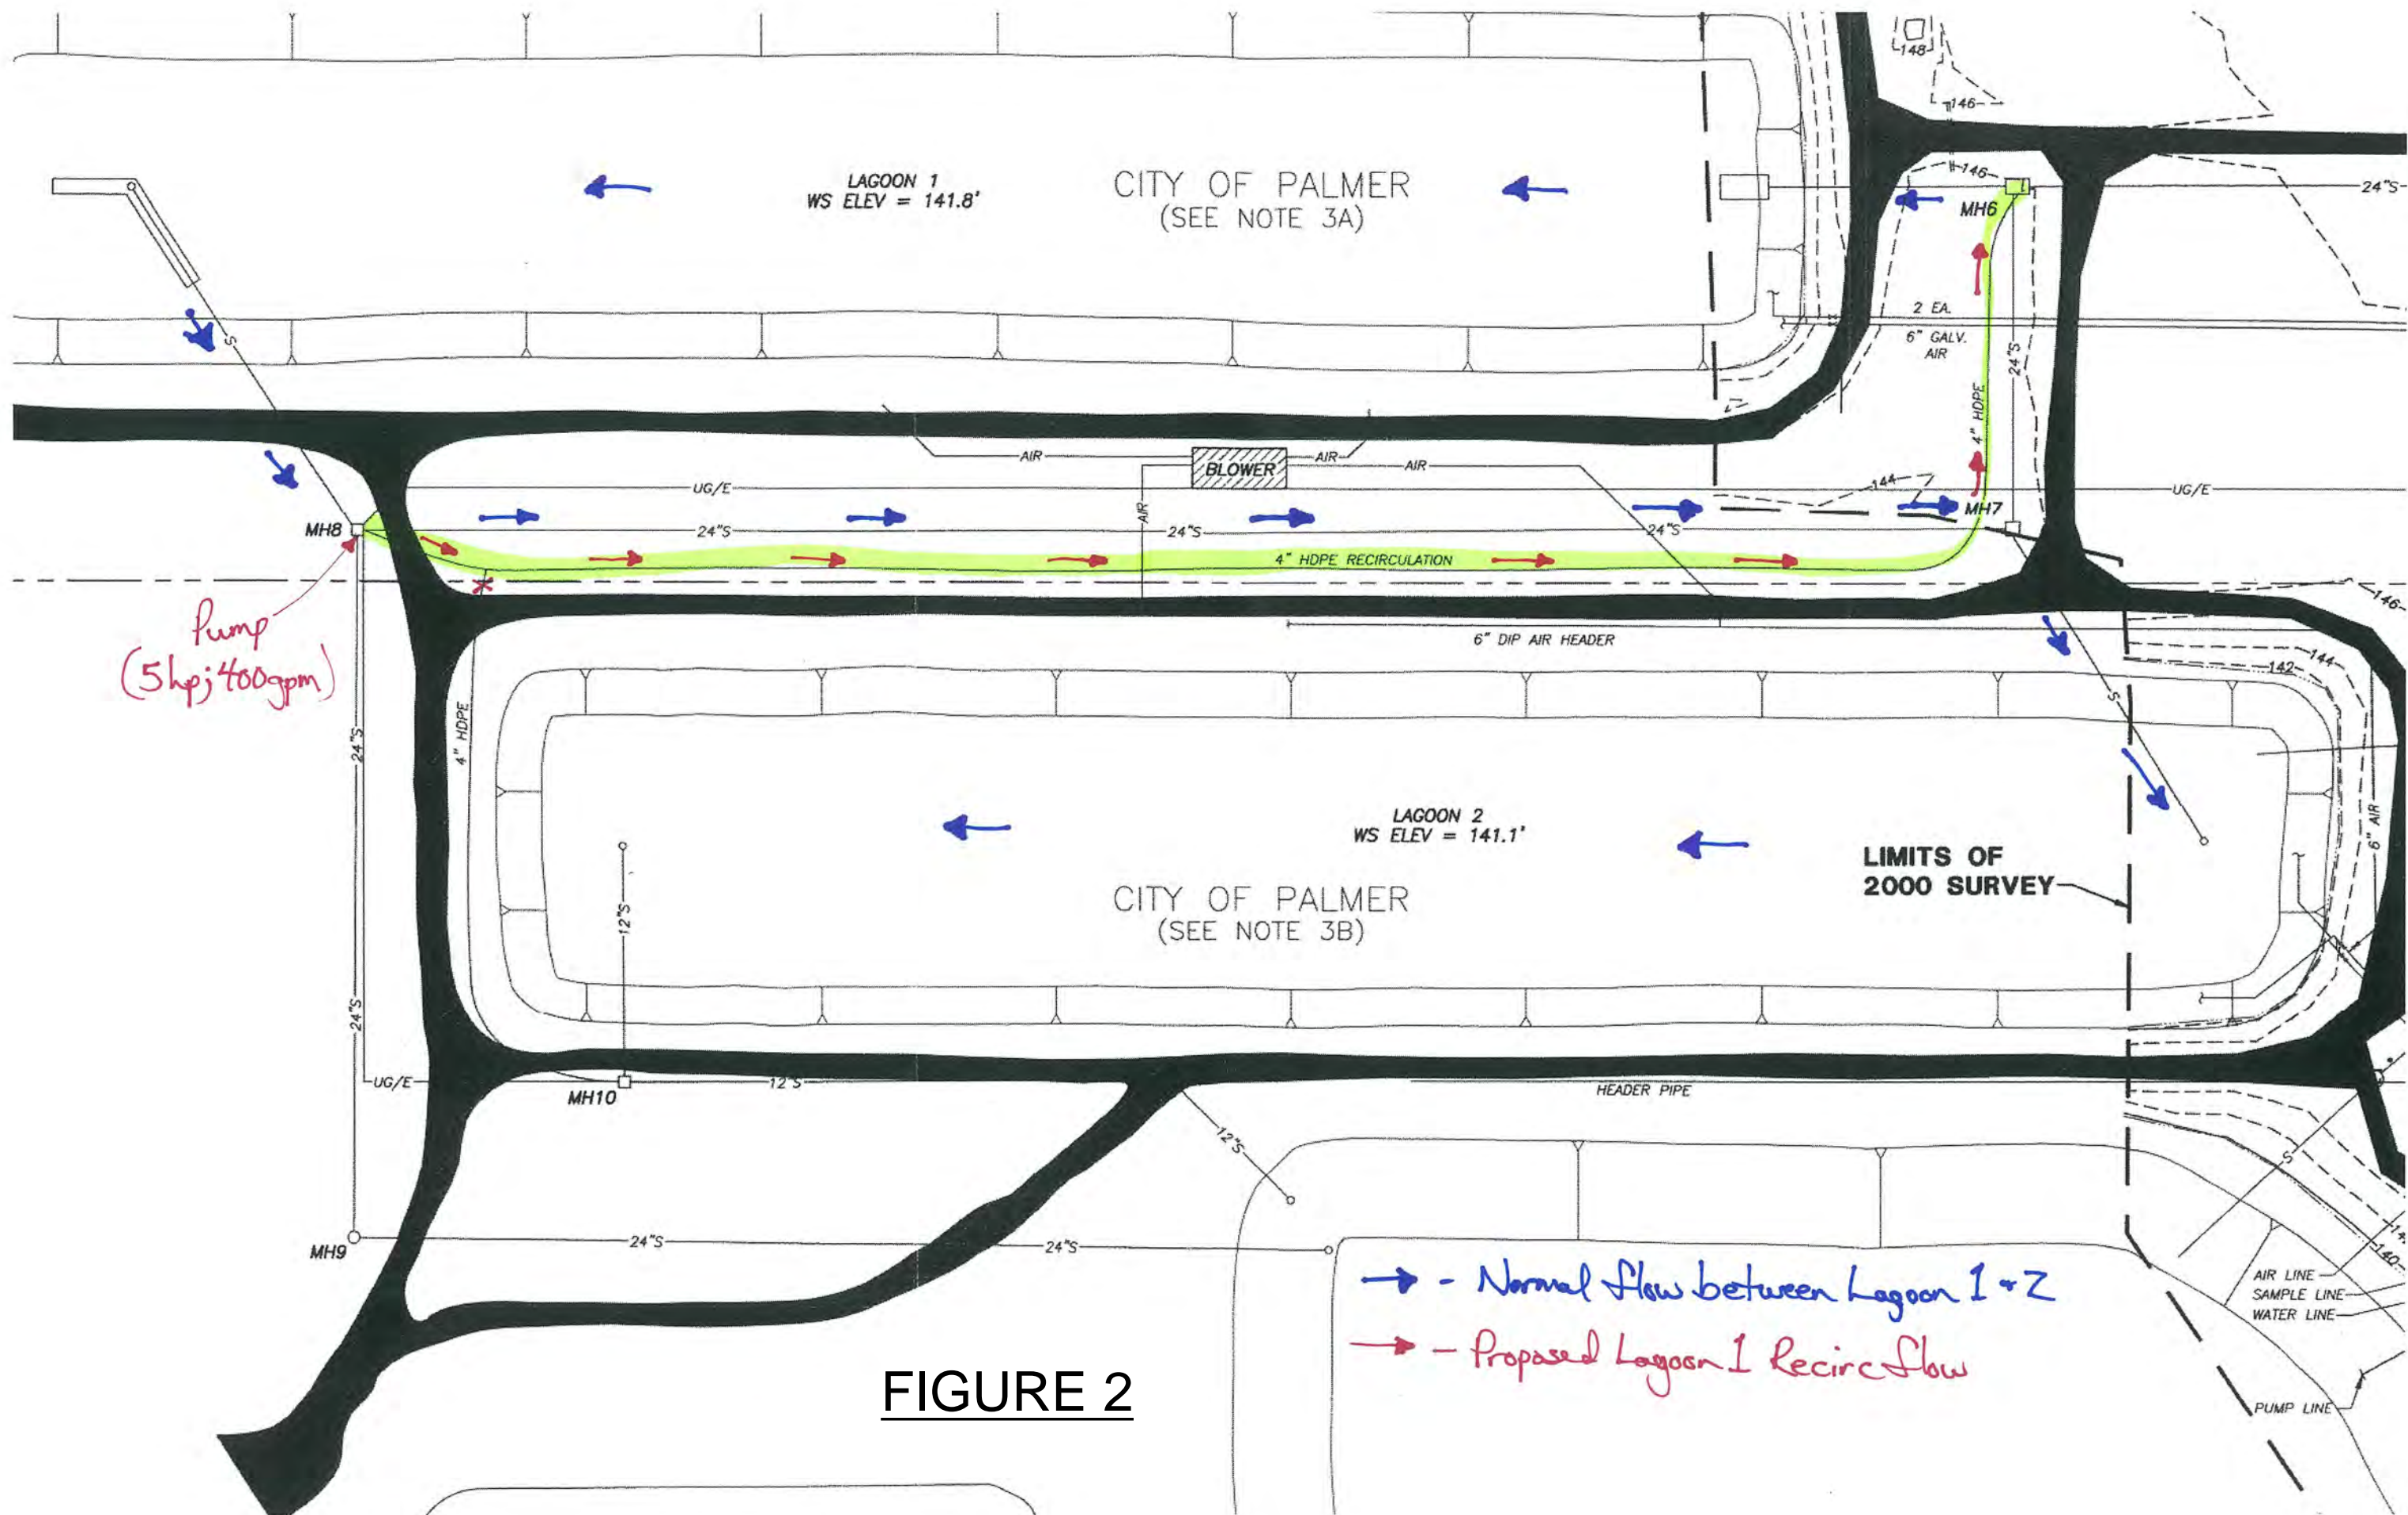 148
146
24"S
LAGOON 1
WS ELEV = 141.8'
CITY OF PALMER
(SEE NOTE 3A)
146
MH6
S
2 EA.
6" GALV.
AIR
24"S
4" HDPE
AIR
BLOWER
AIR
AIR
UG/E
144
UG/E
AIR
MH7
MH8
24"S
24"S
24"S
4" HDPE RECIRCULATION
146
Pump
(5hp; 400gpm)
6" DIP AIR HEADER
144
142
S
24"S
4" HDPE
LAGOON 2
WS ELEV = 141.1'
6" AIR
LIMITS OF
2000 SURVEY
CITY OF PALMER
(SEE NOTE 3B)
12"S
24"S
UG/E
12"S
MH10
HEADER PIPE
12"S
S
MH9
24"S
24"S
140
AIR LINE
SAMPLE LINE
WATER LINE
- Normal flow between Lagoon 1 + 2
- Proposed Lagoon 1 Recirc flow
FIGURE 2
PUMP LINE